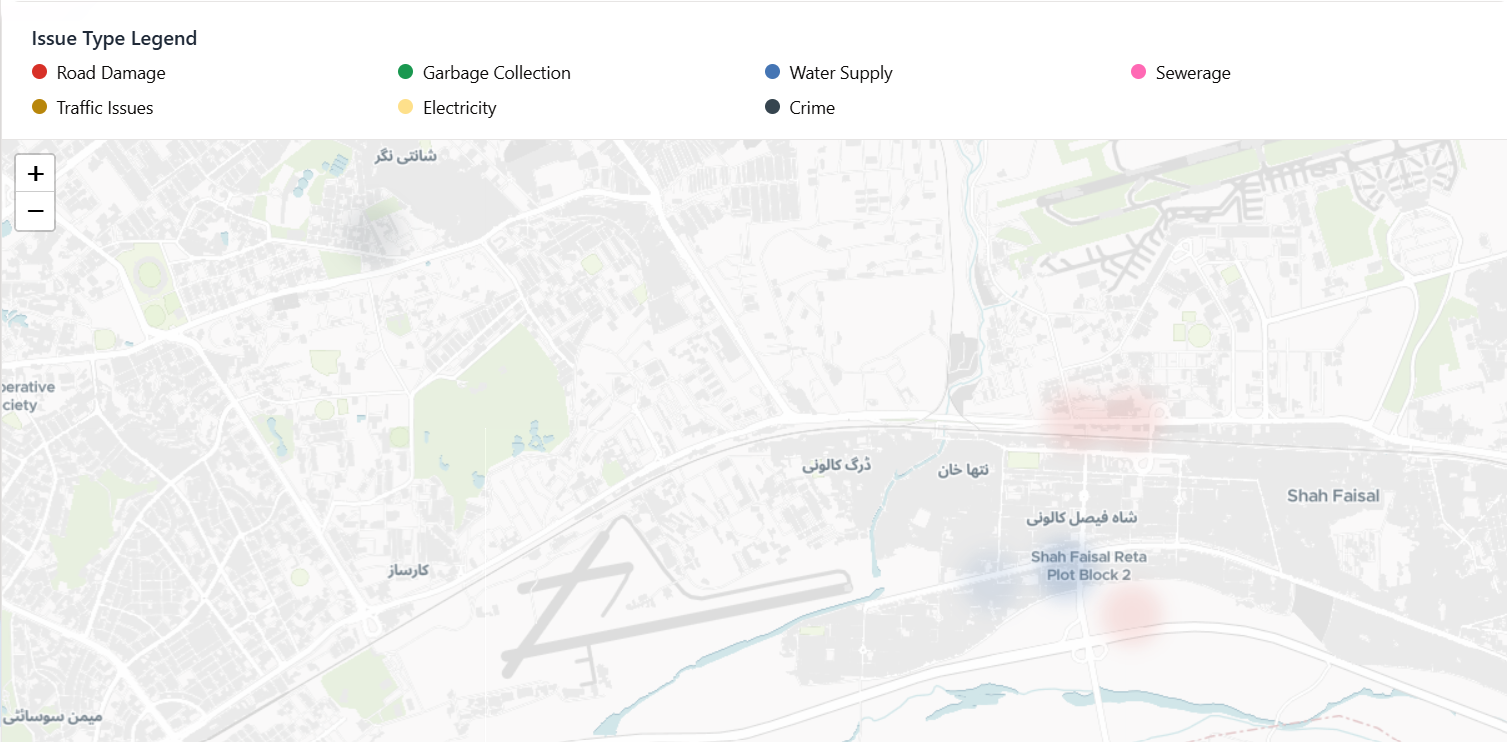 Issue Type Legend
Road Damage
Garbage Collection
Water Supply
Sewerage
Traffic Issues
Electricity
Crime
+
−
شانتی نگر
perative
ciety
ڈرگ کالونی
نتھا خان
Shah Faisal
شاہ فیصل کالونی
Shah Faisal Reta
Plot Block 2
کارساز
میمن سوسائٹی